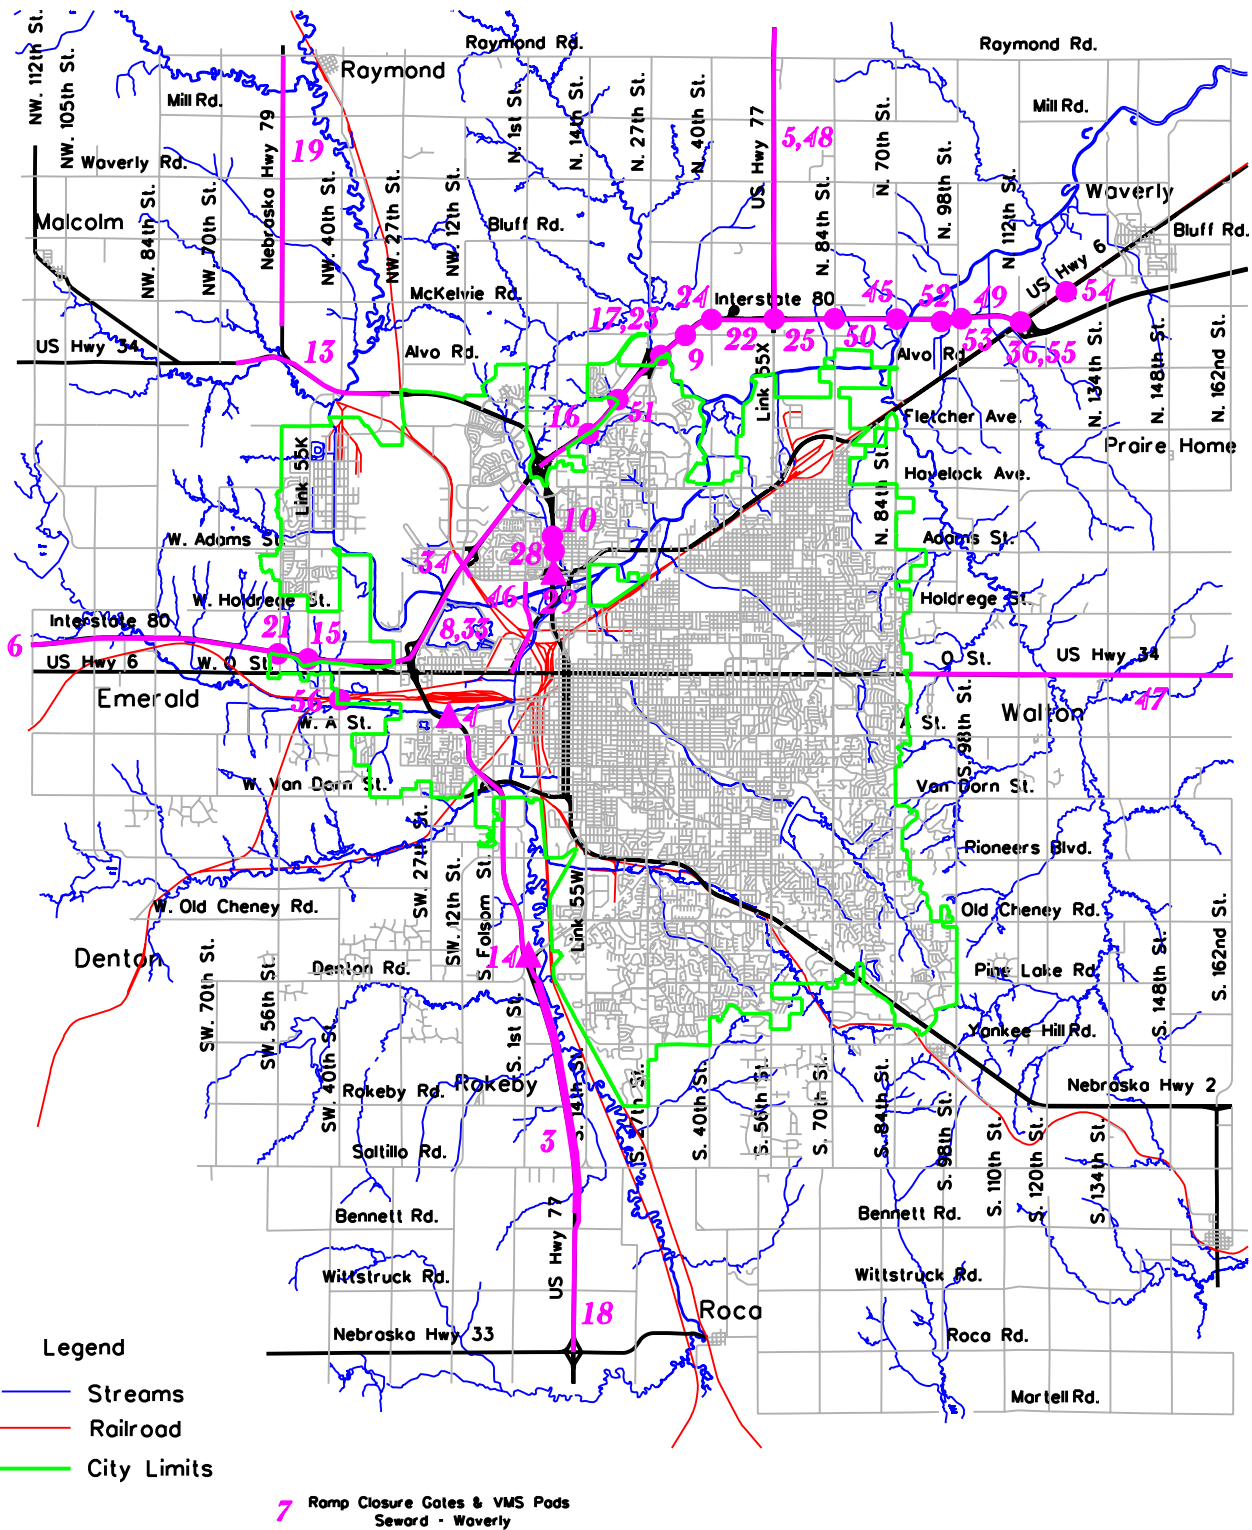 NW. 112th St.
NW. 105th St.
Raymond Rd.
Raymond Rd.
Raymond
Mill Rd.
Mill Rd.
Nebraska Hwy 79
19
N. 1st St.
N. 14th St.
N. 27th St.
N. 40th St.
US Hwy 77
5,48
N. 70th St.
Waverly Rd.
Waverly
Malcolm
NW. 84th St.
NW. 70th St.
NW. 40th St.
NW. 27th St.
NW. 12th St.
Bluff Rd.
N. 84th St.
N. 98th St.
112th St.
Bluff Rd.
US Hwy 6
McKelvie Rd.
24
Interstate 80
45
52
49
54
17,23
22
25
50
53
36,55
US Hwy 34
13
Alvo Rd.
9
Alvo Rd
Link 55X
N. 134th St.
N. 148th St.
N. 162nd St.
16
51
Fletcher Ave.
Praire Home
Link 55K
Havelock Ave.
N. 84th St.
10
W. Adams St.
34
28
Adams St.
W. Holdrege St.
46
29
Holdrege St.
Interstate 80
21
15
8,35
6
US Hwy 6
W. O St.
O St.
US Hwy 34
Emerald
56
W. A St.
4
A St.
S. 98th St.
Walton
47
W. Van Dorn St.
Van Dorn St.
SW. 27th St.
Pioneers Blvd.
SW. 12th St.
S. Folsom St.
Link 55W
W. Old Cheney Rd.
Old Cheney Rd.
Denton
SW. 70th St.
SW. 56th St.
Denton Rd.
14
Pine Lake Rd.
S. 148th St.
S. 162nd St.
SW. 40th St.
S. 1st St.
Yankee Hill Rd.
Rokeby Rd.
Rokeby
Nebraska Hwy 2
S. 14th St.
S. 27th St.
S. 40th St.
S. 56th St.
S. 70th St.
S. 84th St.
S. 98th St.
S. 110th St.
S. 120th St.
S. 134th St.
3
Saltillo Rd.
Bennett Rd.
Bennett Rd.
US Hwy 77
Wittstruck Rd.
Wittstruck Rd.
18
Roca
Nebraska Hwy 33
Roca Rd.
Legend
Streams
Martell Rd.
Railroad
City Limits
7 Ramp Closure Gates & VMS Pads
Seward - Waverly